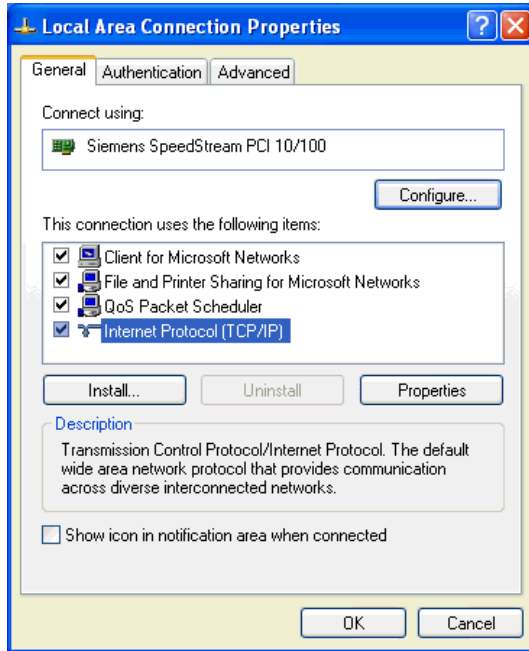 Local Area Connection Properties
General Authentication Advanced
Connect using:
Siemens SpeedStream PCI 10/100
Configure...
This connection uses the following items:
Client for Microsoft Networks
File and Printer Sharing for Microsoft Networks
QoS Packet Scheduler
Internet Protocol (TCP/IP)
Install... Uninstall Properties
Description
Transmission Control Protocol/Internet Protocol. The default
wide area network protocol that provides communication
across diverse interconnected networks.
Show icon in notification area when connected
OK Cancel